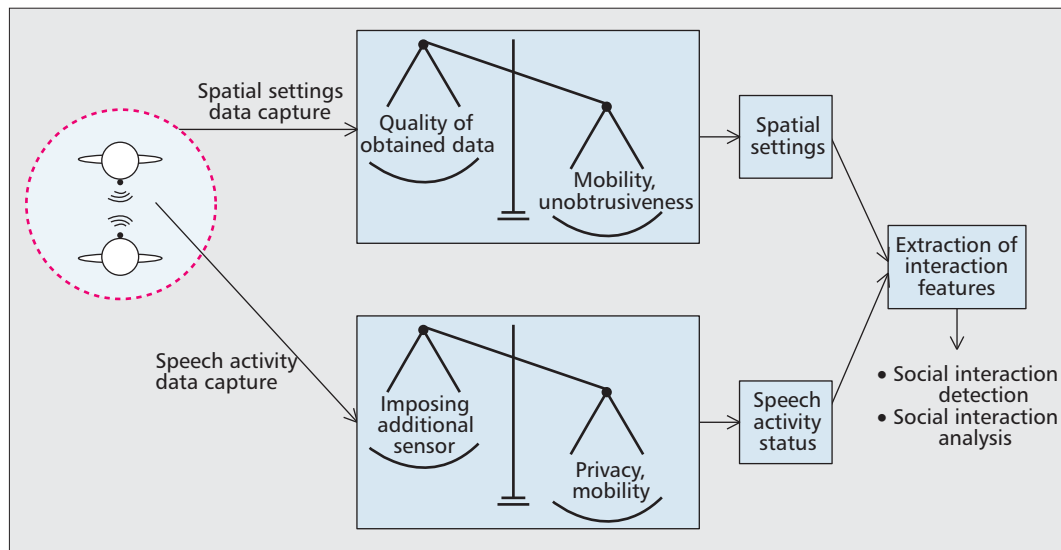 Spatial settings
data capture
Quality of
obtained data
Mobility,
unobtrusiveness
Spatial
settings
Extraction of
interaction
features
Speech activity
data capture
Imposing
additional
sensor
Privacy,
mobility
Speech
activity
status
• Social interaction
detection
• Social interaction
analysis